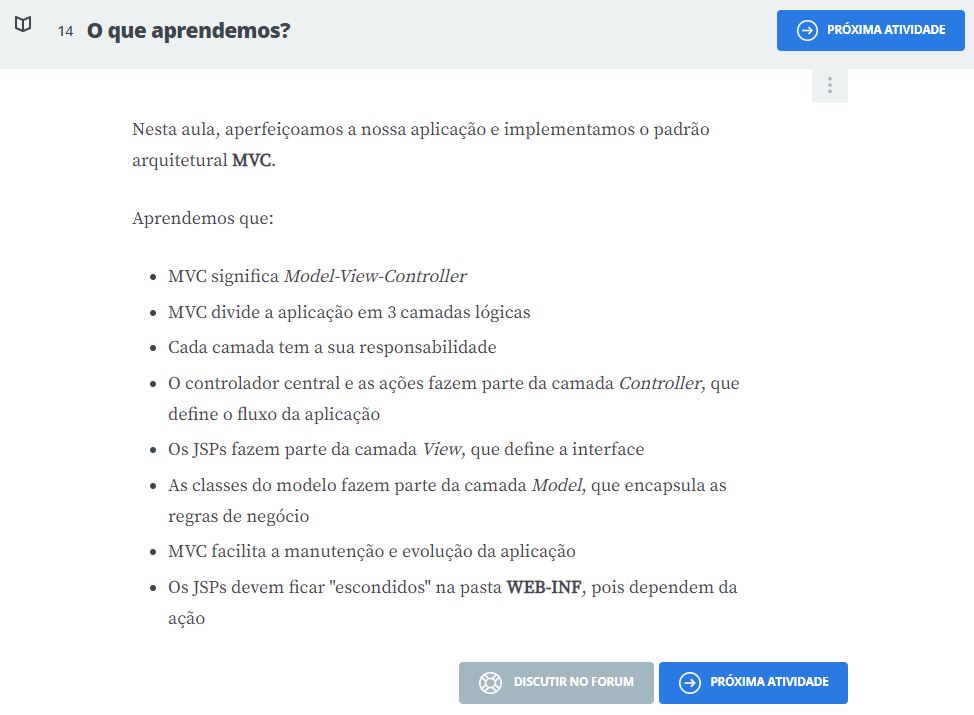 14 O que aprendemos?
PRÓXIMA ATIVIDADE
Nesta aula, aperfeiçoamos a nossa aplicação e implementamos o padrão
arquitetural MVC.
Aprendemos que:
• MVC significa Model-View-Controller
• MVC divide a aplicação em 3 camadas lógicas
• Cada camada tem a sua responsabilidade
• O controlador central e as ações fazem parte da camada Controller, que
define o fluxo da aplicação
• Os JSPs fazem parte da camada View, que define a interface
• As classes do modelo fazem parte da camada Model, que encapsula as
regras de negócio
• MVC facilita a manutenção e evolução da aplicação
• Os JSPs devem ficar "escondidos" na pasta WEB-INF, pois dependem da
ação
DISCUTIR NO FORUM
PRÓXIMA ATIVIDADE